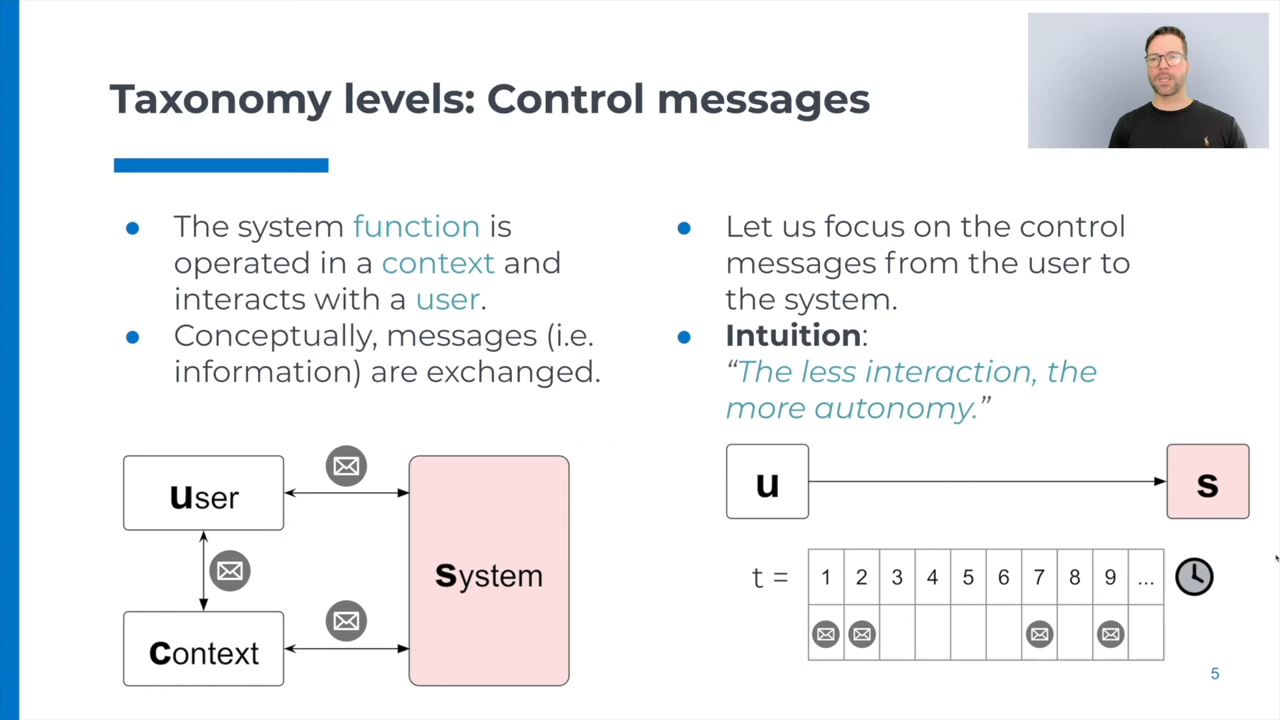 Taxonomy levels: Control messages
● The system function is
operated in a context and
interacts with a user.
● Conceptually, messages (i.e.
information) are exchanged.
● Let us focus on the control
messages from the user to
the system.
● Intuition:
“The less interaction, the
more autonomy.”
user
system
context
u
s
t = 1 2 3 4 5 6 7 8 9 ...
5